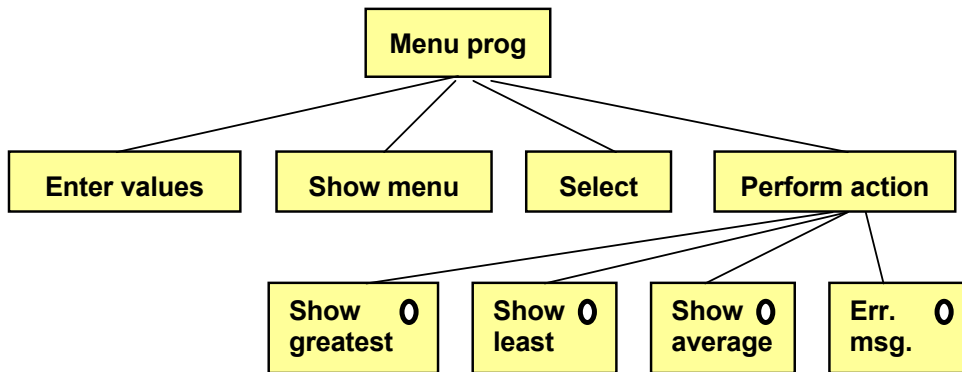 Menu prog
Enter values
Show menu
Select
Perform action
Show
greatest
Show
least
Show
average
Err.
msg.